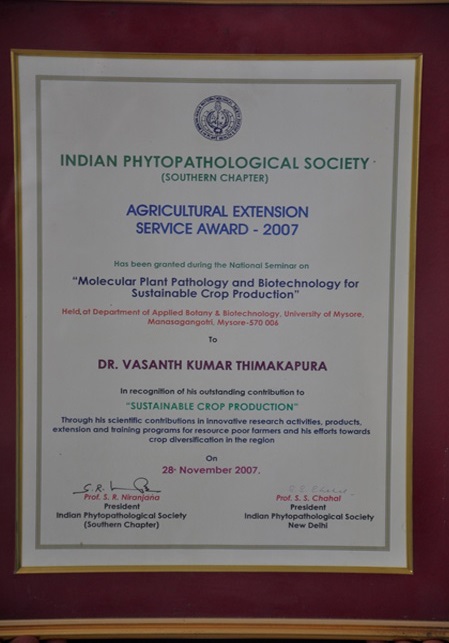 INDIAN PHYTOPATHOLOGICAL SOCIETY
(SOUTHERN CHAPTER)
AGRICULTURAL EXTENSION
SERVICE AWARD - 2007
Has been granted during the National Seminar on
"Molecular Plant Pathology and Biotechnology for
Sustainable Crop Production"
Held at Department of Applied Botany & Biotechnology, University of Mysore,
Manasagangotri, Mysore-570 006
To
DR. VASANTH KUMAR THIMAKAPURA
In recognition of his outstanding contribution to
"SUSTAINABLE CROP PRODUCTION"
Through his scientific contributions in innovative research activities, products,
extension and training programs for resource poor farmers and his efforts towards
crop diversification in the region
On
28th November 2007.
Prof. S. R. Niranjana
President
Indian Phytopathological Society
(Southern Chapter)
Prof. S. S. Chahal
President
Indian Phytopathological Society
New Delhi